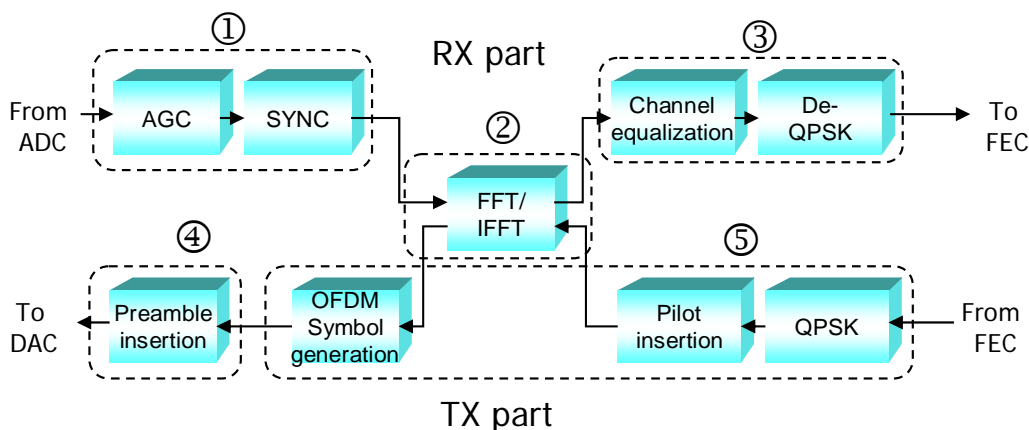 ①
RX part
③
From
ADC
AGC
SYNC
Channel
equalization
De-
QPSK
To
FEC
②
FFT/
IFFT
④
⑤
To
DAC
Preamble
insertion
OFDM
Symbol
generation
Pilot
insertion
QPSK
From
FEC
TX part